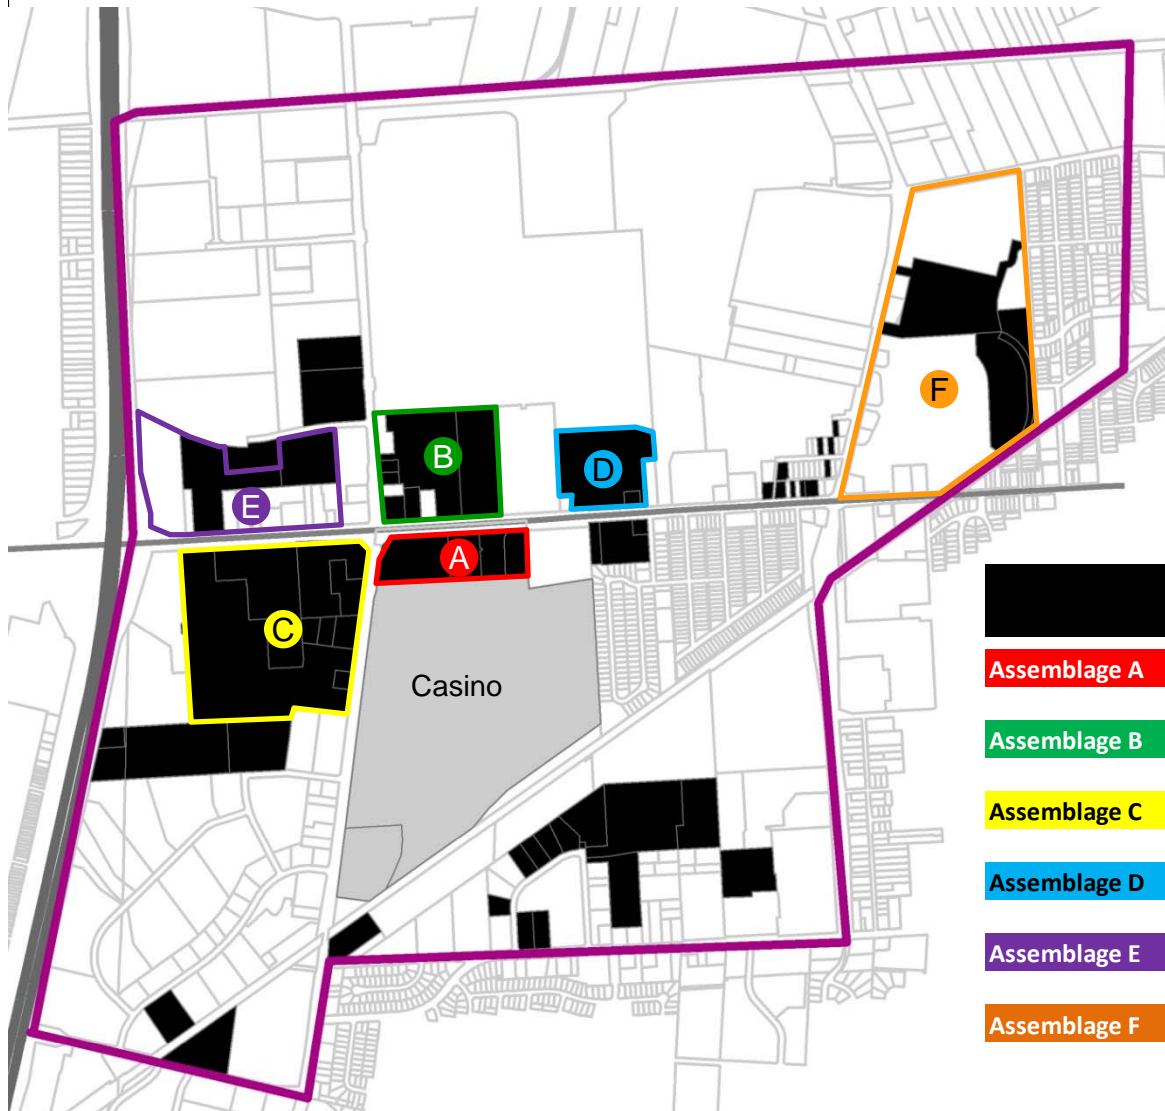 F
B
D
E
A
C
Casino
Assemblage A
Assemblage B
Assemblage C
Assemblage D
Assemblage E
Assemblage F